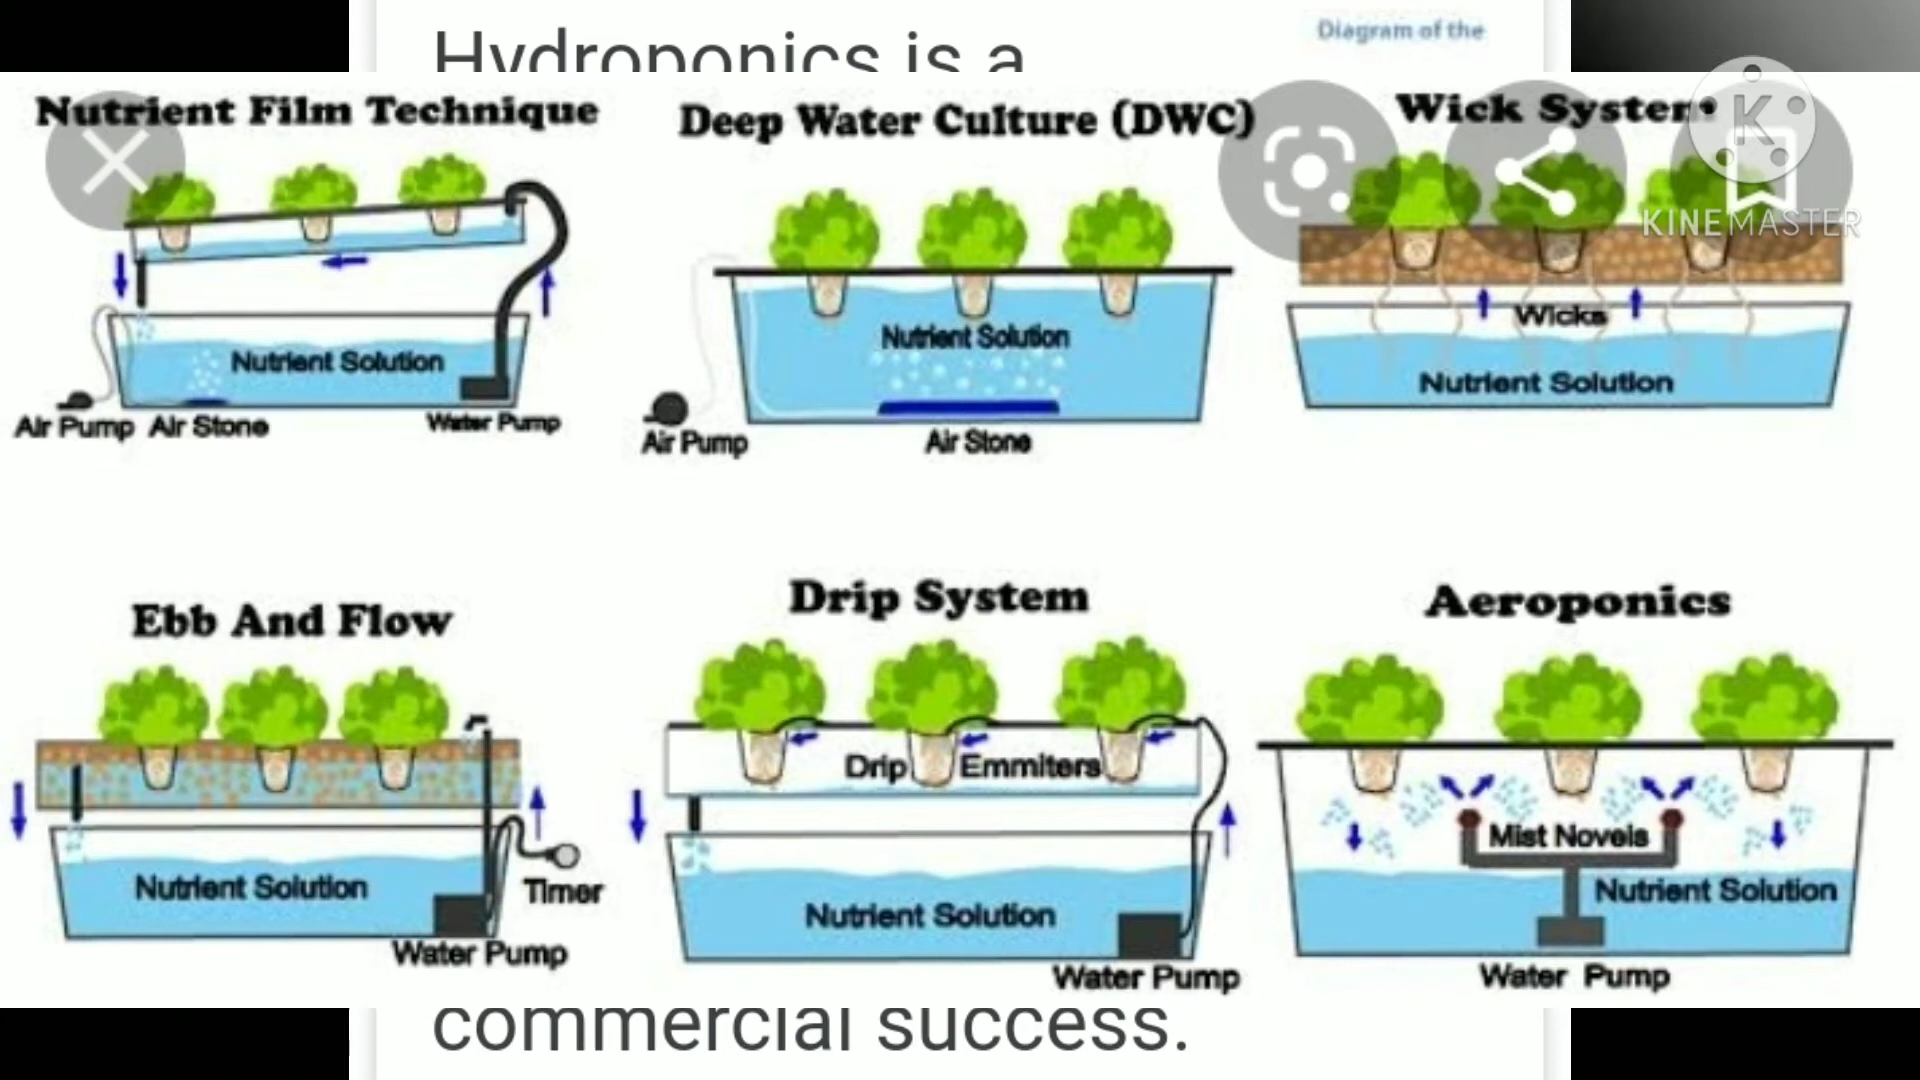 Hydroponics is a
Diagram of the
Nutrient Film Technique
Nutrient Solution
Air Pump Air Stone
Water Pump
Deep Water Culture (DWC)
Nutrient Solution
Air Pump
Air Stone
Wick System
K
KINEMASTER
Wicks
Nutrient Solution
Ebb And Flow
Nutrient Solution
Timer
Water Pump
Drip System
Drip Emmiters
Nutrient Solution
Water Pump
Aeroponics
Mist Novels
Nutrient Solution
Water Pump
commercial success.